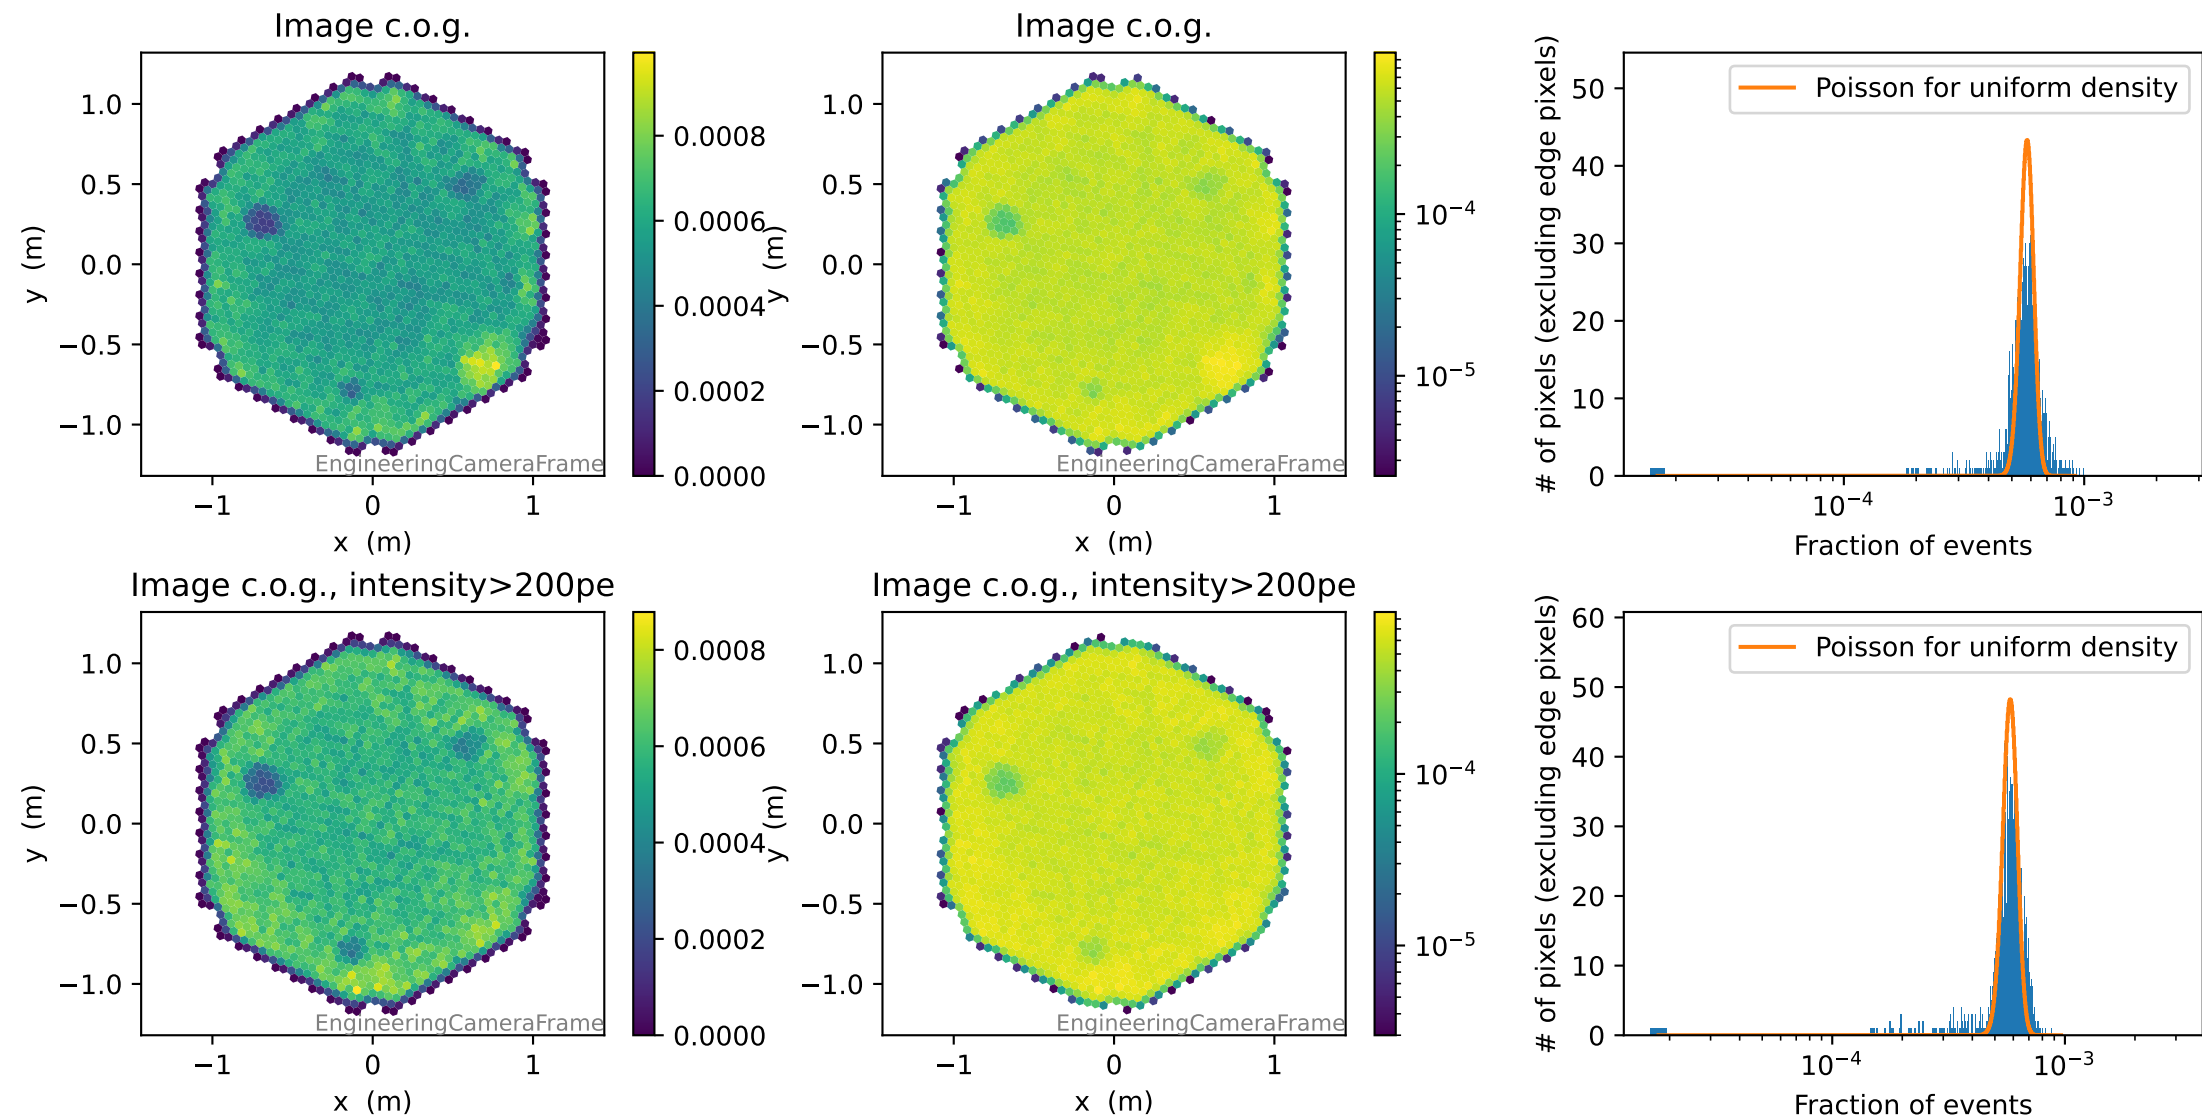 Image c.o.g.
1.0
0.5
0.0
−0.5
−1.0
y (m)
−1 0 1
x (m)
EngineeringCameraFrame
0.0008
0.0006
0.0004
0.0002
0.0000
Image c.o.g.
1.0
0.5
0.0
−0.5
−1.0
y (m)
−1 0 1
x (m)
EngineeringCameraFrame
10⁻⁴
10⁻⁵
50
40
30
20
10
0
# of pixels (excluding edge pixels)
Poisson for uniform density
10⁻⁴ 10⁻³
Fraction of events
Image c.o.g., intensity>200pe
1.0
0.5
0.0
−0.5
−1.0
y (m)
−1 0 1
x (m)
EngineeringCameraFrame
0.0008
0.0006
0.0004
0.0002
0.0000
Image c.o.g., intensity>200pe
1.0
0.5
0.0
−0.5
−1.0
y (m)
−1 0 1
x (m)
EngineeringCameraFrame
10⁻⁴
10⁻⁵
60
50
40
30
20
10
0
# of pixels (excluding edge pixels)
Poisson for uniform density
10⁻⁴ 10⁻³
Fraction of events